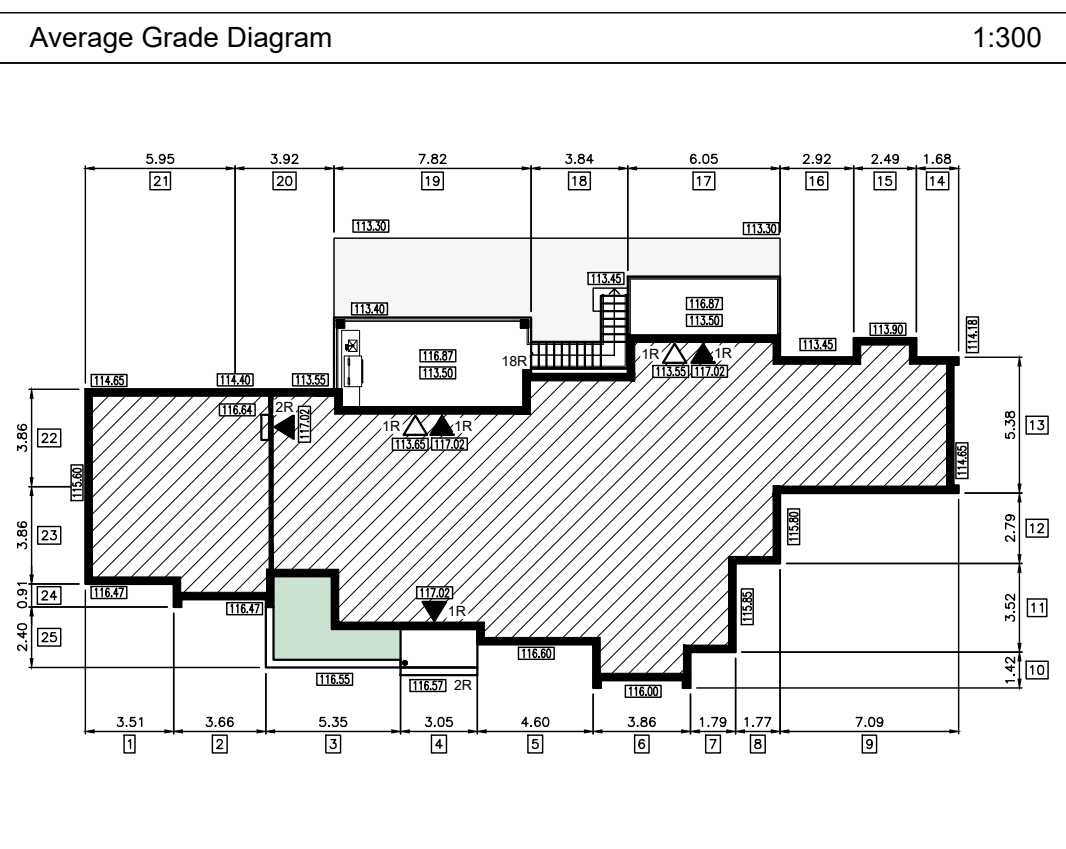 Average Grade Diagram 1:300
5.95 3.92 7.82 3.84 6.05 2.92 2.49 1.68
21 20 19 18 17 16 15 14
113.30 113.30
113.45
113.40
116.87
113.50
116.87
113.50
113.45
113.90
114.18
18R
1R 1R
113.55 117.02
114.65 114.40 113.55
116.64
2R
117.02
1R 1R
113.65 117.02
3.86 22
115.60
3.86 23
0.91 24
2.40 25
5.38 13
114.65
2.79 12
115.80
3.52 11
115.85
1.42 10
116.47
116.47
117.02
1R
116.60
116.55
116.57 2R
116.00
3.51 3.66 5.35 3.05 4.60 3.86 1.79 1.77 7.09
1 2 3 4 5 6 7 8 9